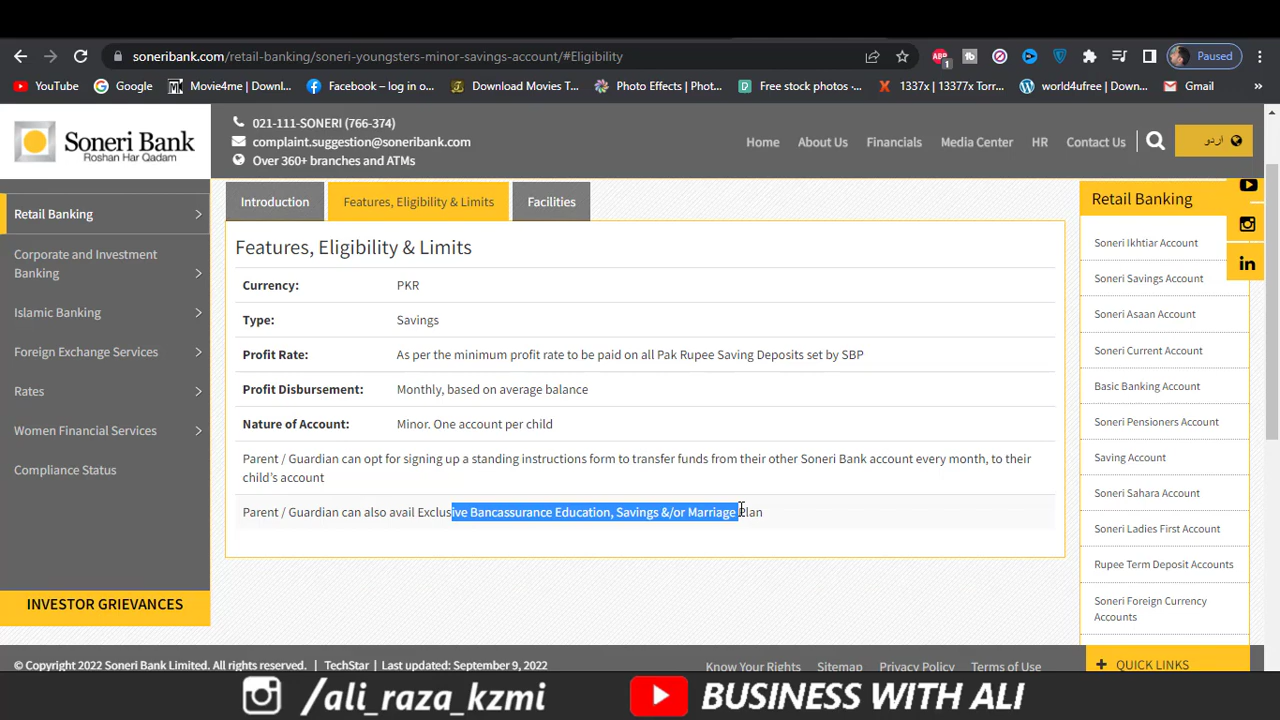 soneribank.com/retail-banking/soneri-youngsters-minor-savings-account/#Eligibility
ABP
1
Paused
YouTube
Google
Movie4me | Downl...
Facebook – log in o...
Download Movies T...
Photo Effects | Phot...
Free stock photos -...
1337x | 13377x Torr...
world4ufree | Down...
Gmail
»
Soneri Bank
Roshan Har Qadam
021-111-SONERI (766-374)
complaint.suggestion@soneribank.com
Over 360+ branches and ATMs
Home
About Us
Financials
Media Center
HR
Contact Us
اردو
Retail Banking
Corporate and Investment
Banking
Islamic Banking
Foreign Exchange Services
Rates
Women Financial Services
Compliance Status
INVESTOR GRIEVANCES
Introduction
Features, Eligibility & Limits
Facilities
Features, Eligibility & Limits
Currency: PKR
Type: Savings
Profit Rate: As per the minimum profit rate to be paid on all Pak Rupee Saving Deposits set by SBP
Profit Disbursement: Monthly, based on average balance
Nature of Account: Minor. One account per child
Parent / Guardian can opt for signing up a standing instructions form to transfer funds from their other Soneri Bank account every month, to their
child's account
Parent / Guardian can also avail Exclusive Bancassurance Education, Savings &/or Marriage Plan
Retail Banking
Soneri Ikhtiar Account
Soneri Savings Account
Soneri Asaan Account
Soneri Current Account
Basic Banking Account
Soneri Pensioners Account
Saving Account
Soneri Sahara Account
Soneri Ladies First Account
Rupee Term Deposit Accounts
Soneri Foreign Currency
Accounts
QUICK LINKS
© Copyright 2022 Soneri Bank Limited. All rights reserved. | TechStar | Last updated: September 9, 2022
Know Your Rights
Sitemap
Privacy Policy
Terms of Use
/ali_raza_kzmi
BUSINESS WITH ALI